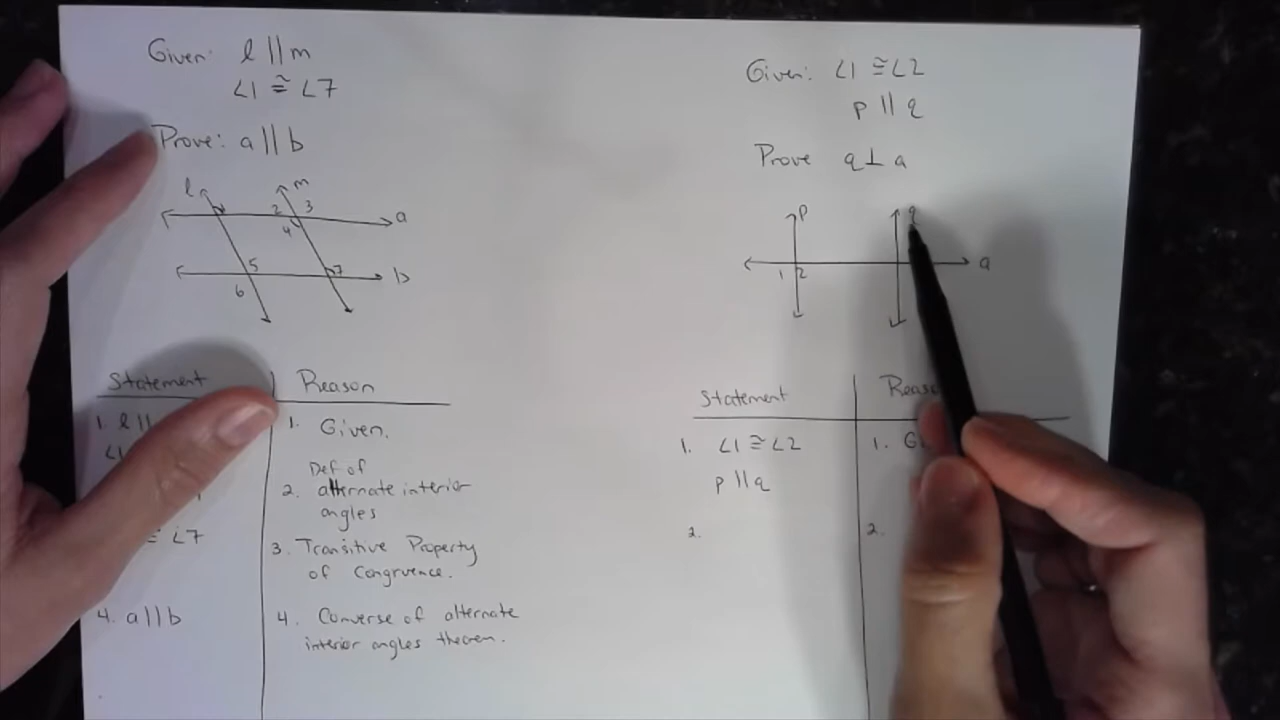 Given: l || m
∠1 ≅ ∠7
Prove: a || b
l
m
2
3
a
4
5
7
b
6
Statement
Reason
1. l ||
1. Given.
Def of
2. alternate interior
angles
≅ ∠7
3. Transitive Property
of Congruence.
4. a || b
4. Converse of alternate
interior angles theorem.
Given: ∠1 ≅ ∠2
p || q
Prove q ⊥ a
p
q
a
1
2
Statement
1. ∠1 ≅ ∠2
1.
p || q
2.
2.